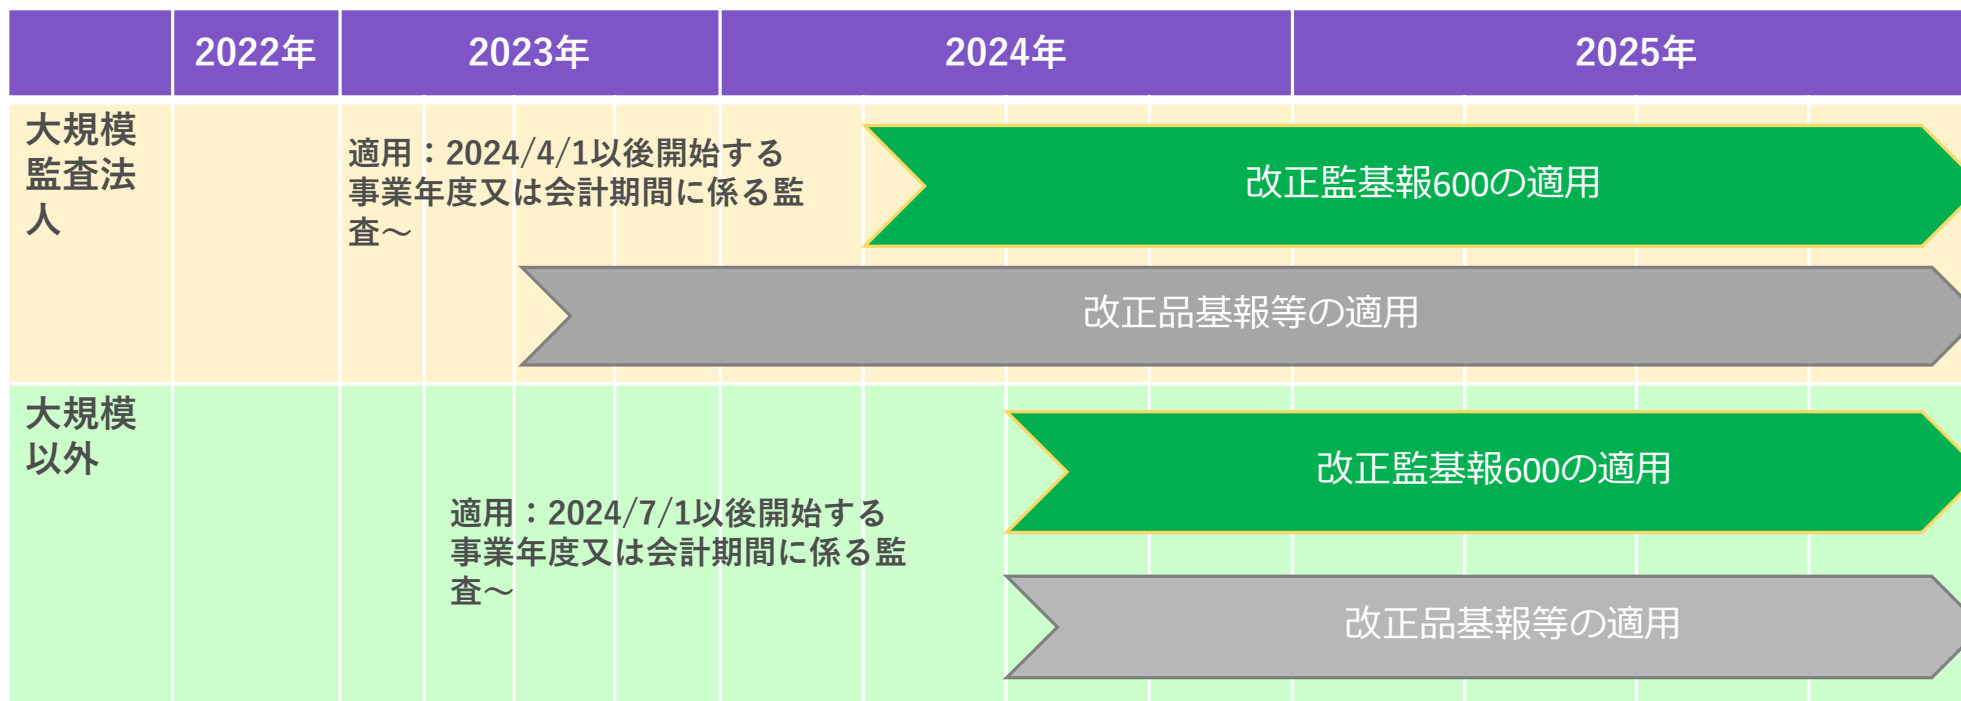 2022年
2023年
2024年
2025年
大規模
監査法
人
適用：2024/4/1以後開始する
事業年度又は会計期間に係る監
査～
改正監基報600の適用
改正品基報等の適用
大規模
以外
適用：2024/7/1以後開始する
事業年度又は会計期間に係る監
査～
改正監基報600の適用
改正品基報等の適用